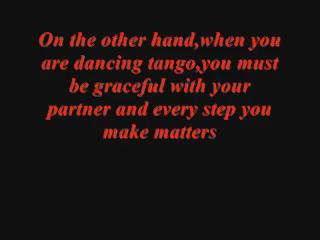 On the other hand,when you
are dancing tango,you must
be graceful with your
partner and every step you
make matters